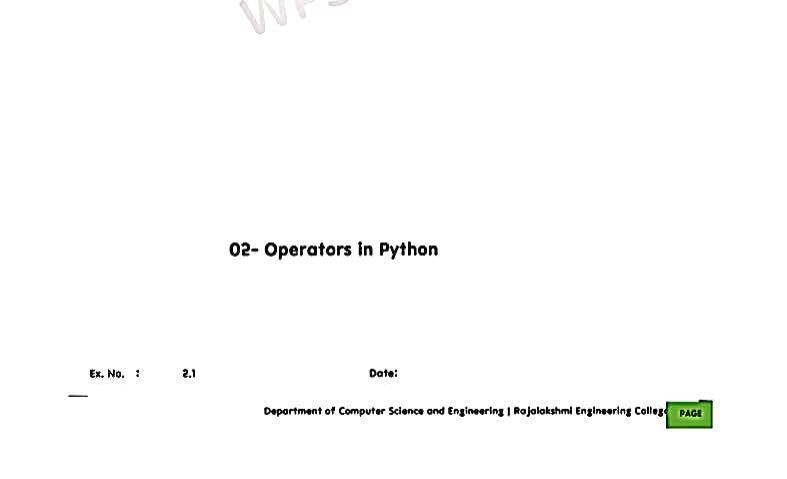 WPS
02- Operators in Python
Ex. No. : 2.1 Date:
Department of Computer Science and Engineering | Rajalakshmi Engineering College
PAGE